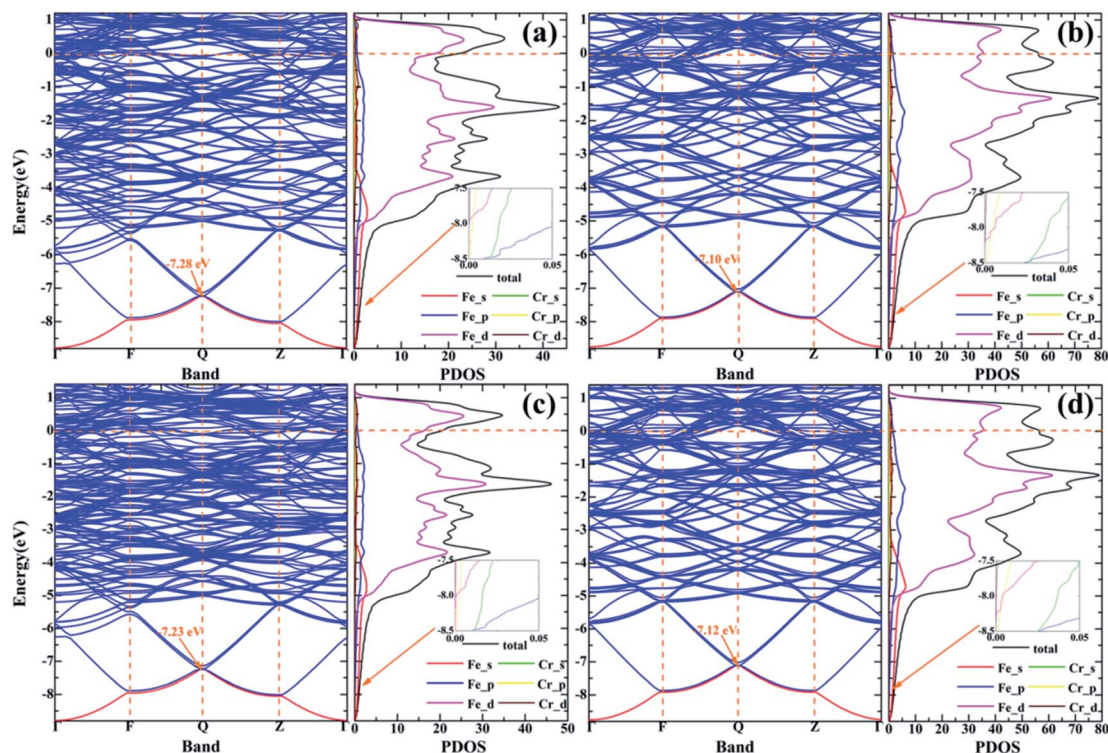 (a)
(b)
1
0
-1
-2
-3
-4
-5
-6
-7
-8
Energy(eV)
7.5
-8.0
-8.5
0.00 0.05
-7.5
-8.0
-8.5
0.00 0.05
-7.28 eV
-7.10 eV
total
Fe_s Cr_s
Fe_p Cr_p
Fe_d Cr_d
total
Fe_s Cr_s
Fe_p Cr_p
Fe_d Cr_d
Γ F Q Z Γ
0 10 20 30 40
Γ F Q Z Γ
0 10 20 30 40 50 60 70 80
Band PDOS Band PDOS
(c)
(d)
1
0
-1
-2
-3
-4
-5
-6
-7
-8
Energy(eV)
-7.5
-8.0
-8.5
0.00 0.05
-7.5
-8.0
-8.5
0.00 0.05
-7.23 eV
-7.12 eV
total
Fe_s Cr_s
Fe_p Cr_p
Fe_d Cr_d
total
Fe_s Cr_s
Fe_p Cr_p
Fe_d Cr_d
Γ F Q Z Γ
0 10 20 30 40 50
Γ F Q Z Γ
0 10 20 30 40 50 60 70 80
Band PDOS Band PDOS